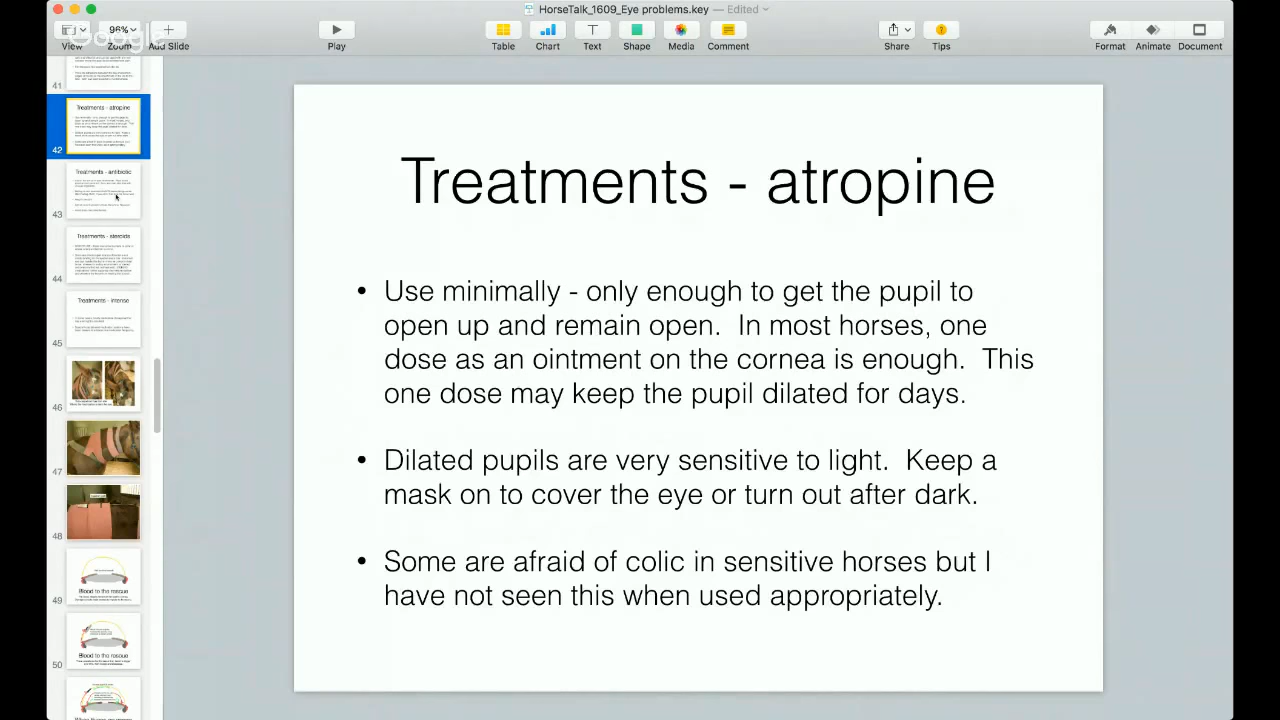 HorseTalk_1609_Eye problems.key — Edited
96%
Google
View
Zoom
Add Slide
Play
Table
Chart
Text
Shape
Media
Comment
Share
Tips
Format
Animate
Document
41
Treatments - atropine
42
Treatments - antibiotic
43
Treatments - steroids
44
Treatments - intense
45
46
47
48
Blood to the rescue
49
Blood to the rescue
50
Treatments - atropine
• Use minimally - only enough to get the pupil to
open up and remain open. In most horses, one
dose as an ointment on the cornea is enough. This
one dose may keep the pupil dilated for days.
• Dilated pupils are very sensitive to light. Keep a
mask on to cover the eye or turn out after dark.
• Some are afraid of colic in sensitive horses but I
have not seen this when used appropriately.